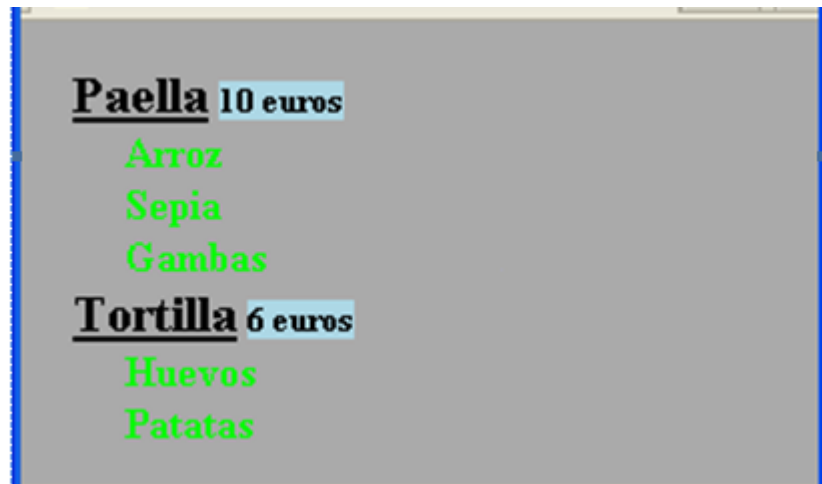 Paella 10 euros
Arroz
Sepia
Gambas
Tortilla 6 euros
Huevos
Patatas